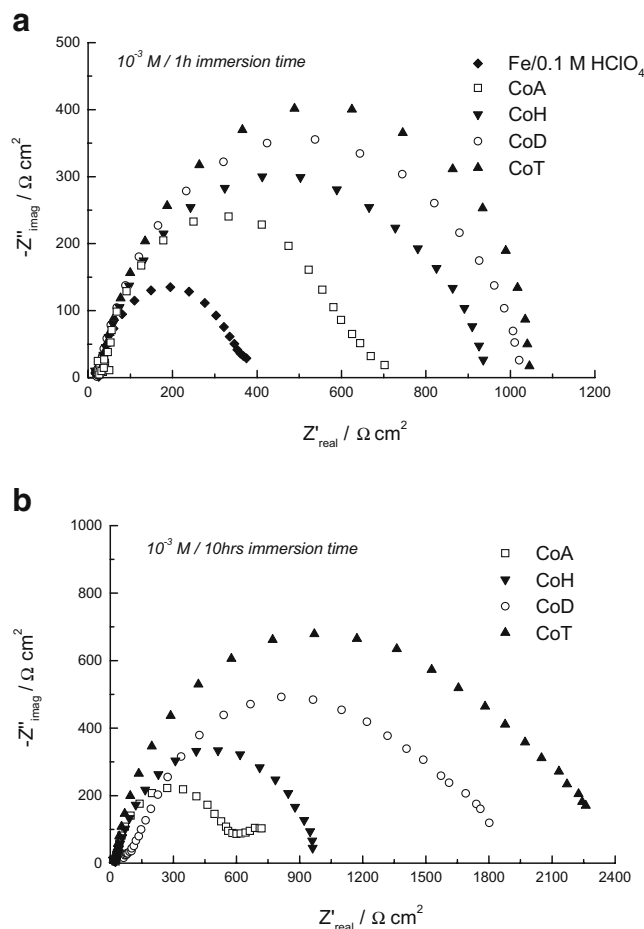 a
500
400
300
200
100
0
-Z''imag / Ω cm²
10⁻³ M / 1h immersion time
Fe/0.1 M HClO₄
CoA
CoH
CoD
CoT
0 200 400 600 800 1000 1200
Z'real / Ω cm²
b
1000
800
600
400
200
0
-Z''imag / Ω cm²
10⁻³ M / 10hrs immersion time
CoA
CoH
CoD
CoT
0 300 600 900 1200 1500 1800 2100 2400
Z'real / Ω cm²